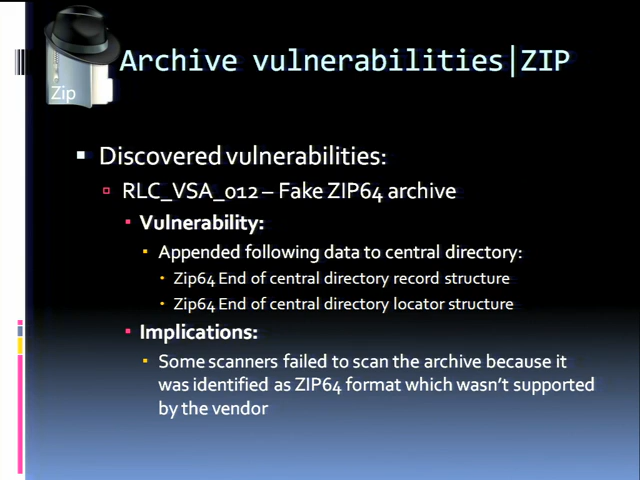 Archive vulnerabilities|ZIP
Zip
Discovered vulnerabilities:
RLC_VSA_012 – Fake ZIP64 archive
Vulnerability:
Appended following data to central directory:
Zip64 End of central directory record structure
Zip64 End of central directory locator structure
Implications:
Some scanners failed to scan the archive because it
was identified as ZIP64 format which wasn't supported
by the vendor